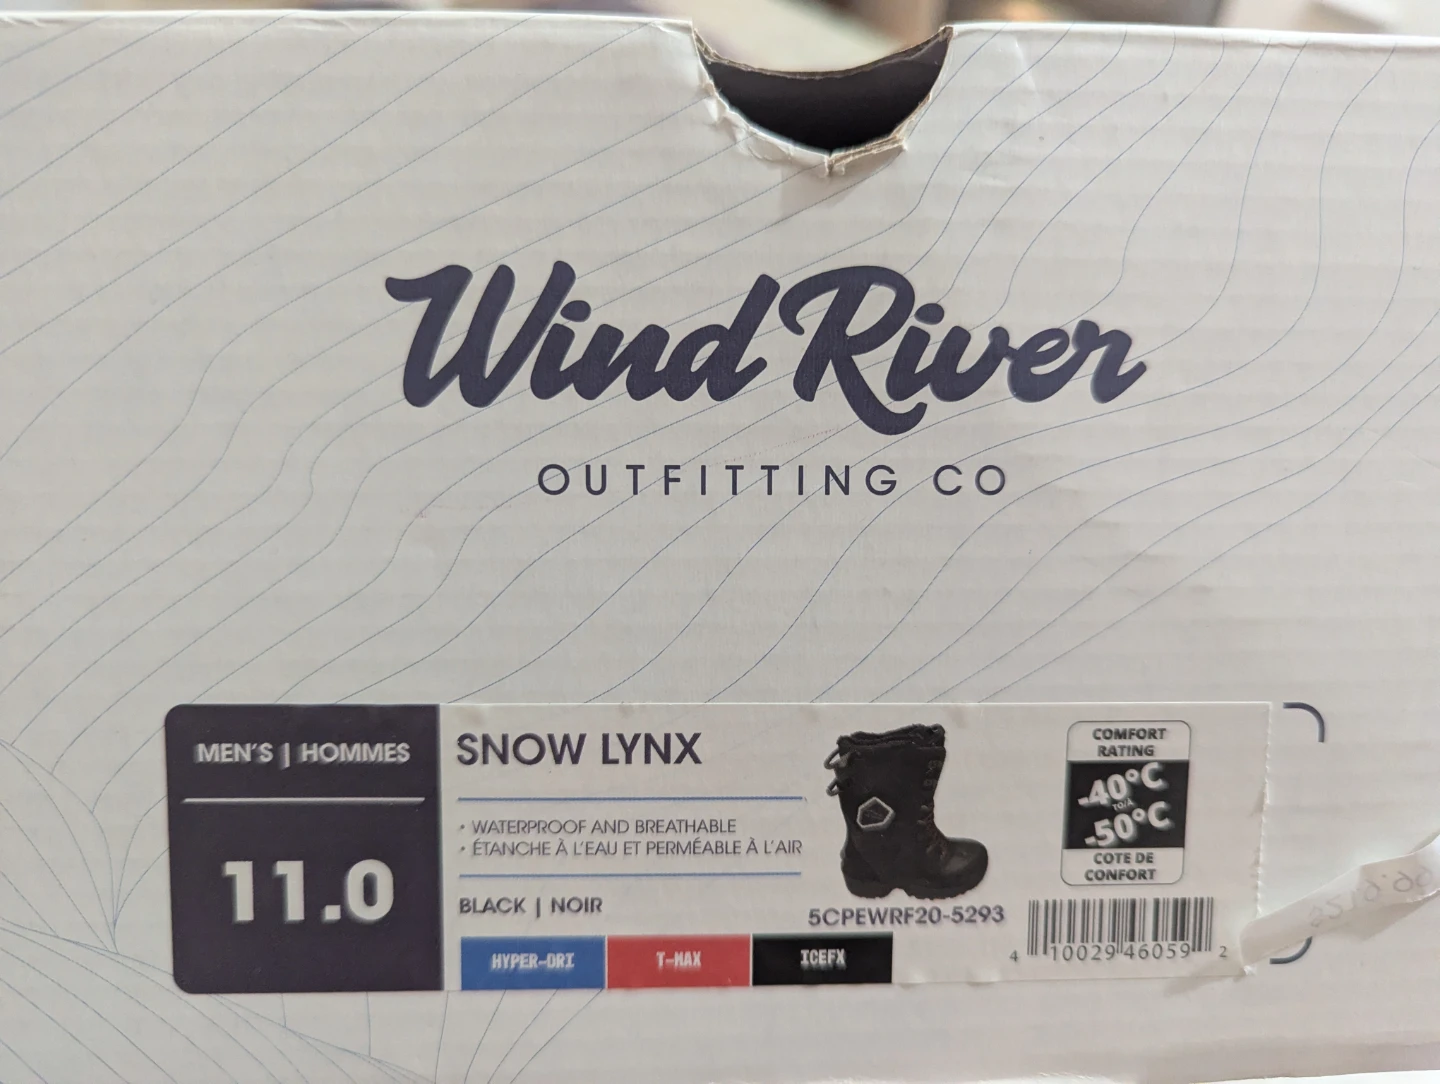 Wind River
OUTFITTING CO
MEN'S | HOMMES
11.0
SNOW LYNX
• WATERPROOF AND BREATHABLE
• ÉTANCHE À L'EAU ET PERMÉABLE À L'AIR
BLACK | NOIR
HYPER-DRI
T-MAX
ICEFX
5CPEWRF20-5293
COMFORT
RATING
-40°C
TO/À
-50°C
COTE DE
CONFORT
4 10029 46059 2